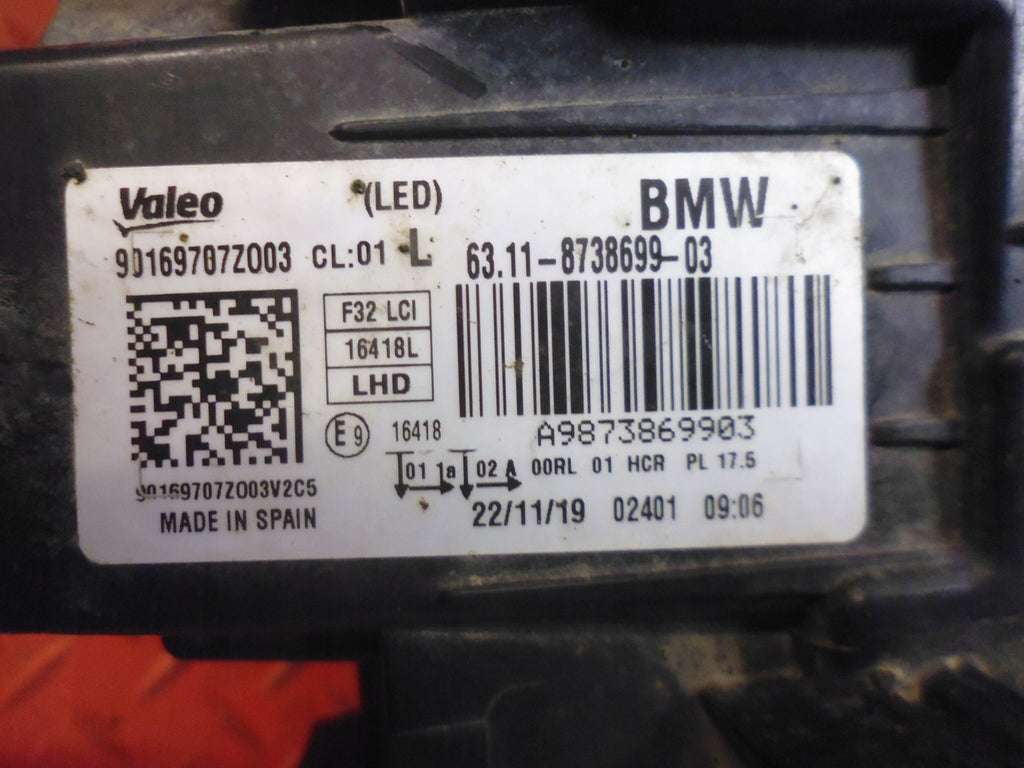 Valeo (LED) BMW
90169707Z003 CL:01 L 63.11-8738699-03
F32 LCI
16418L
LHD
E9 16418 A9873869903
01 1a 02 A 00RL 01 HCR PL 17.5
90169707Z003V2C5
MADE IN SPAIN 22/11/19 02401 09:06